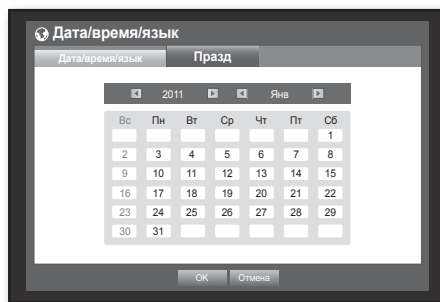 Дата/время/язык
Дата/время/язык Празд
2011 Янв
Вс Пн Вт Ср Чт Пт Сб
1
2 3 4 5 6 7 8
9 10 11 12 13 14 15
16 17 18 19 20 21 22
23 24 25 26 27 28 29
30 31
OK Отмена